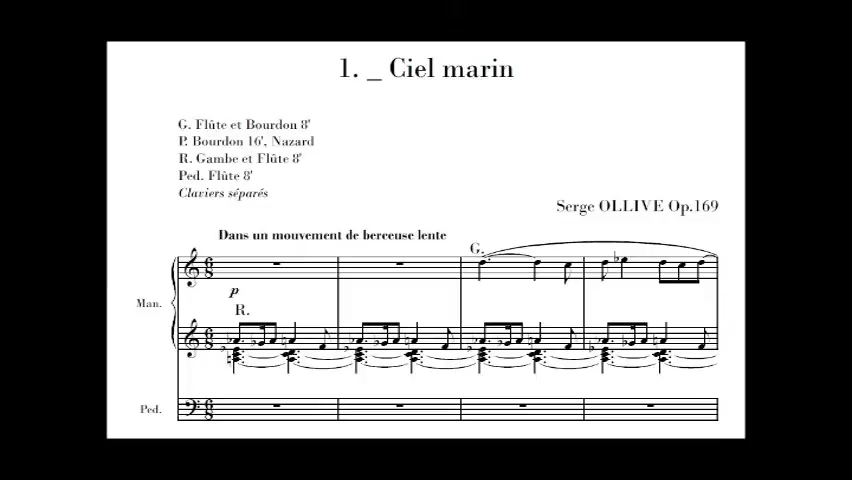 1. _ Ciel marin
G. Flûte et Bourdon 8'
P. Bourdon 16', Nazard
R. Gambe et Flûte 8'
Ped. Flûte 8'
Claviers séparés
Serge OLLIVE Op.169
Dans un mouvement de berceuse lente
G.
p
R.
Man.
Ped.